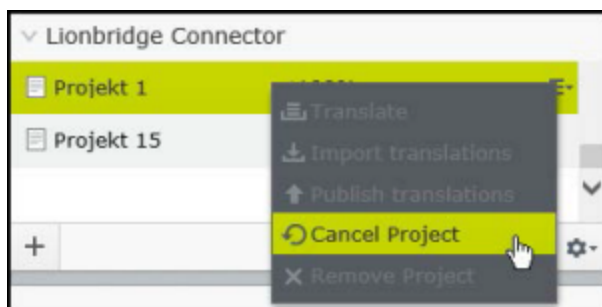 Lionbridge Connector
Projekt 1
Translate
Projekt 15
Import translations
Publish translations
Cancel Project
Remove Project